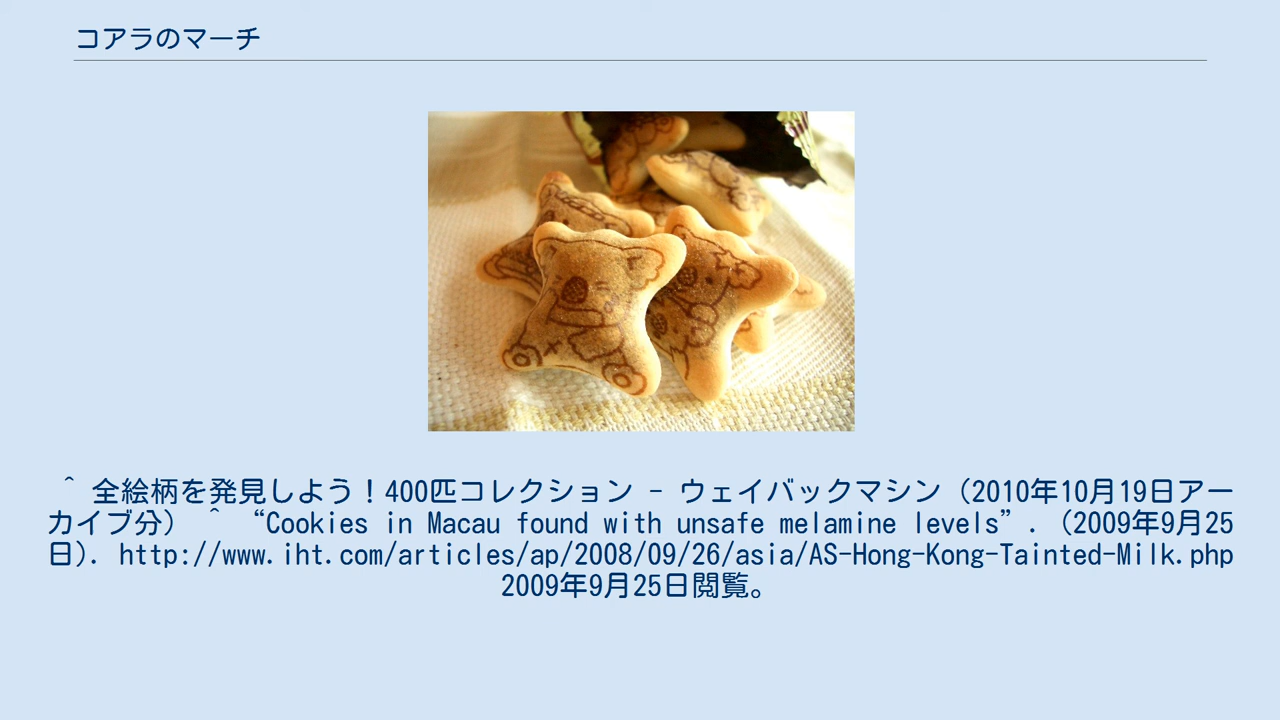 コアラのマーチ
^ 全絵柄を発見しよう！400匹コレクション - ウェイバックマシン（2010年10月19日アー
カイブ分） ^ “Cookies in Macau found with unsafe melamine levels”. （2009年9月25
日). http://www.iht.com/articles/ap/2008/09/26/asia/AS-Hong-Kong-Tainted-Milk.php
2009年9月25日閲覧。